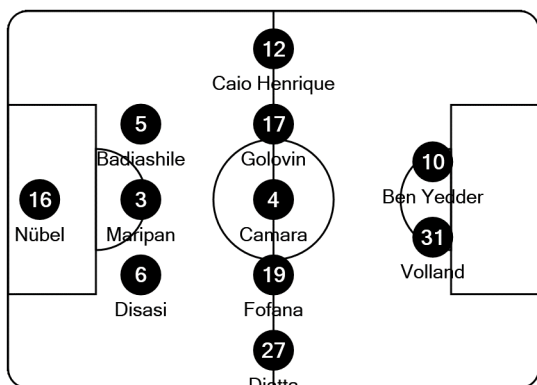 12
Caio Henrique
5
Badiashile
17
Golovin
10
Ben Yedder
16
Nübel
3
Maripan
4
Camara
31
Volland
6
Disasi
19
Fofana
27